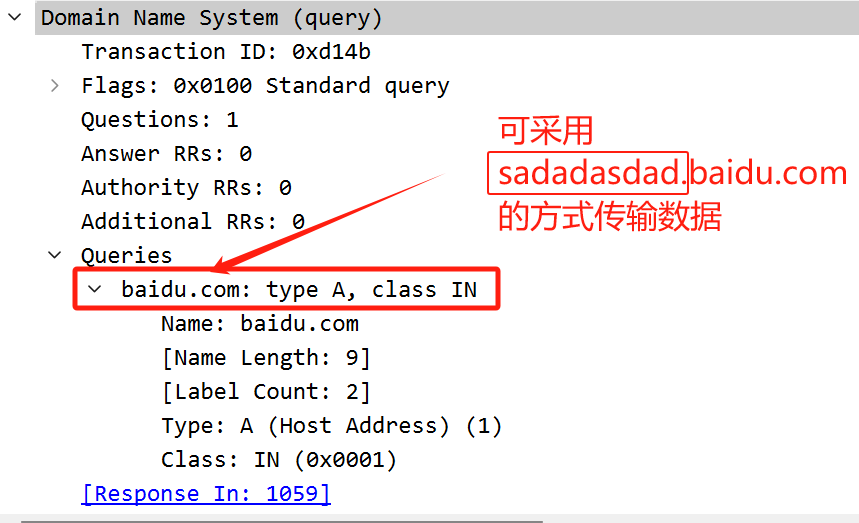 Domain Name System (query)
Transaction ID: 0xd14b
Flags: 0x0100 Standard query
Questions: 1
Answer RRs: 0
Authority RRs: 0
Additional RRs: 0
Queries
baidu.com: type A, class IN
Name: baidu.com
[Name Length: 9]
[Label Count: 2]
Type: A (Host Address) (1)
Class: IN (0x0001)
[Response In: 1059]
可采用
sadadasdad.baidu.com
的方式传输数据